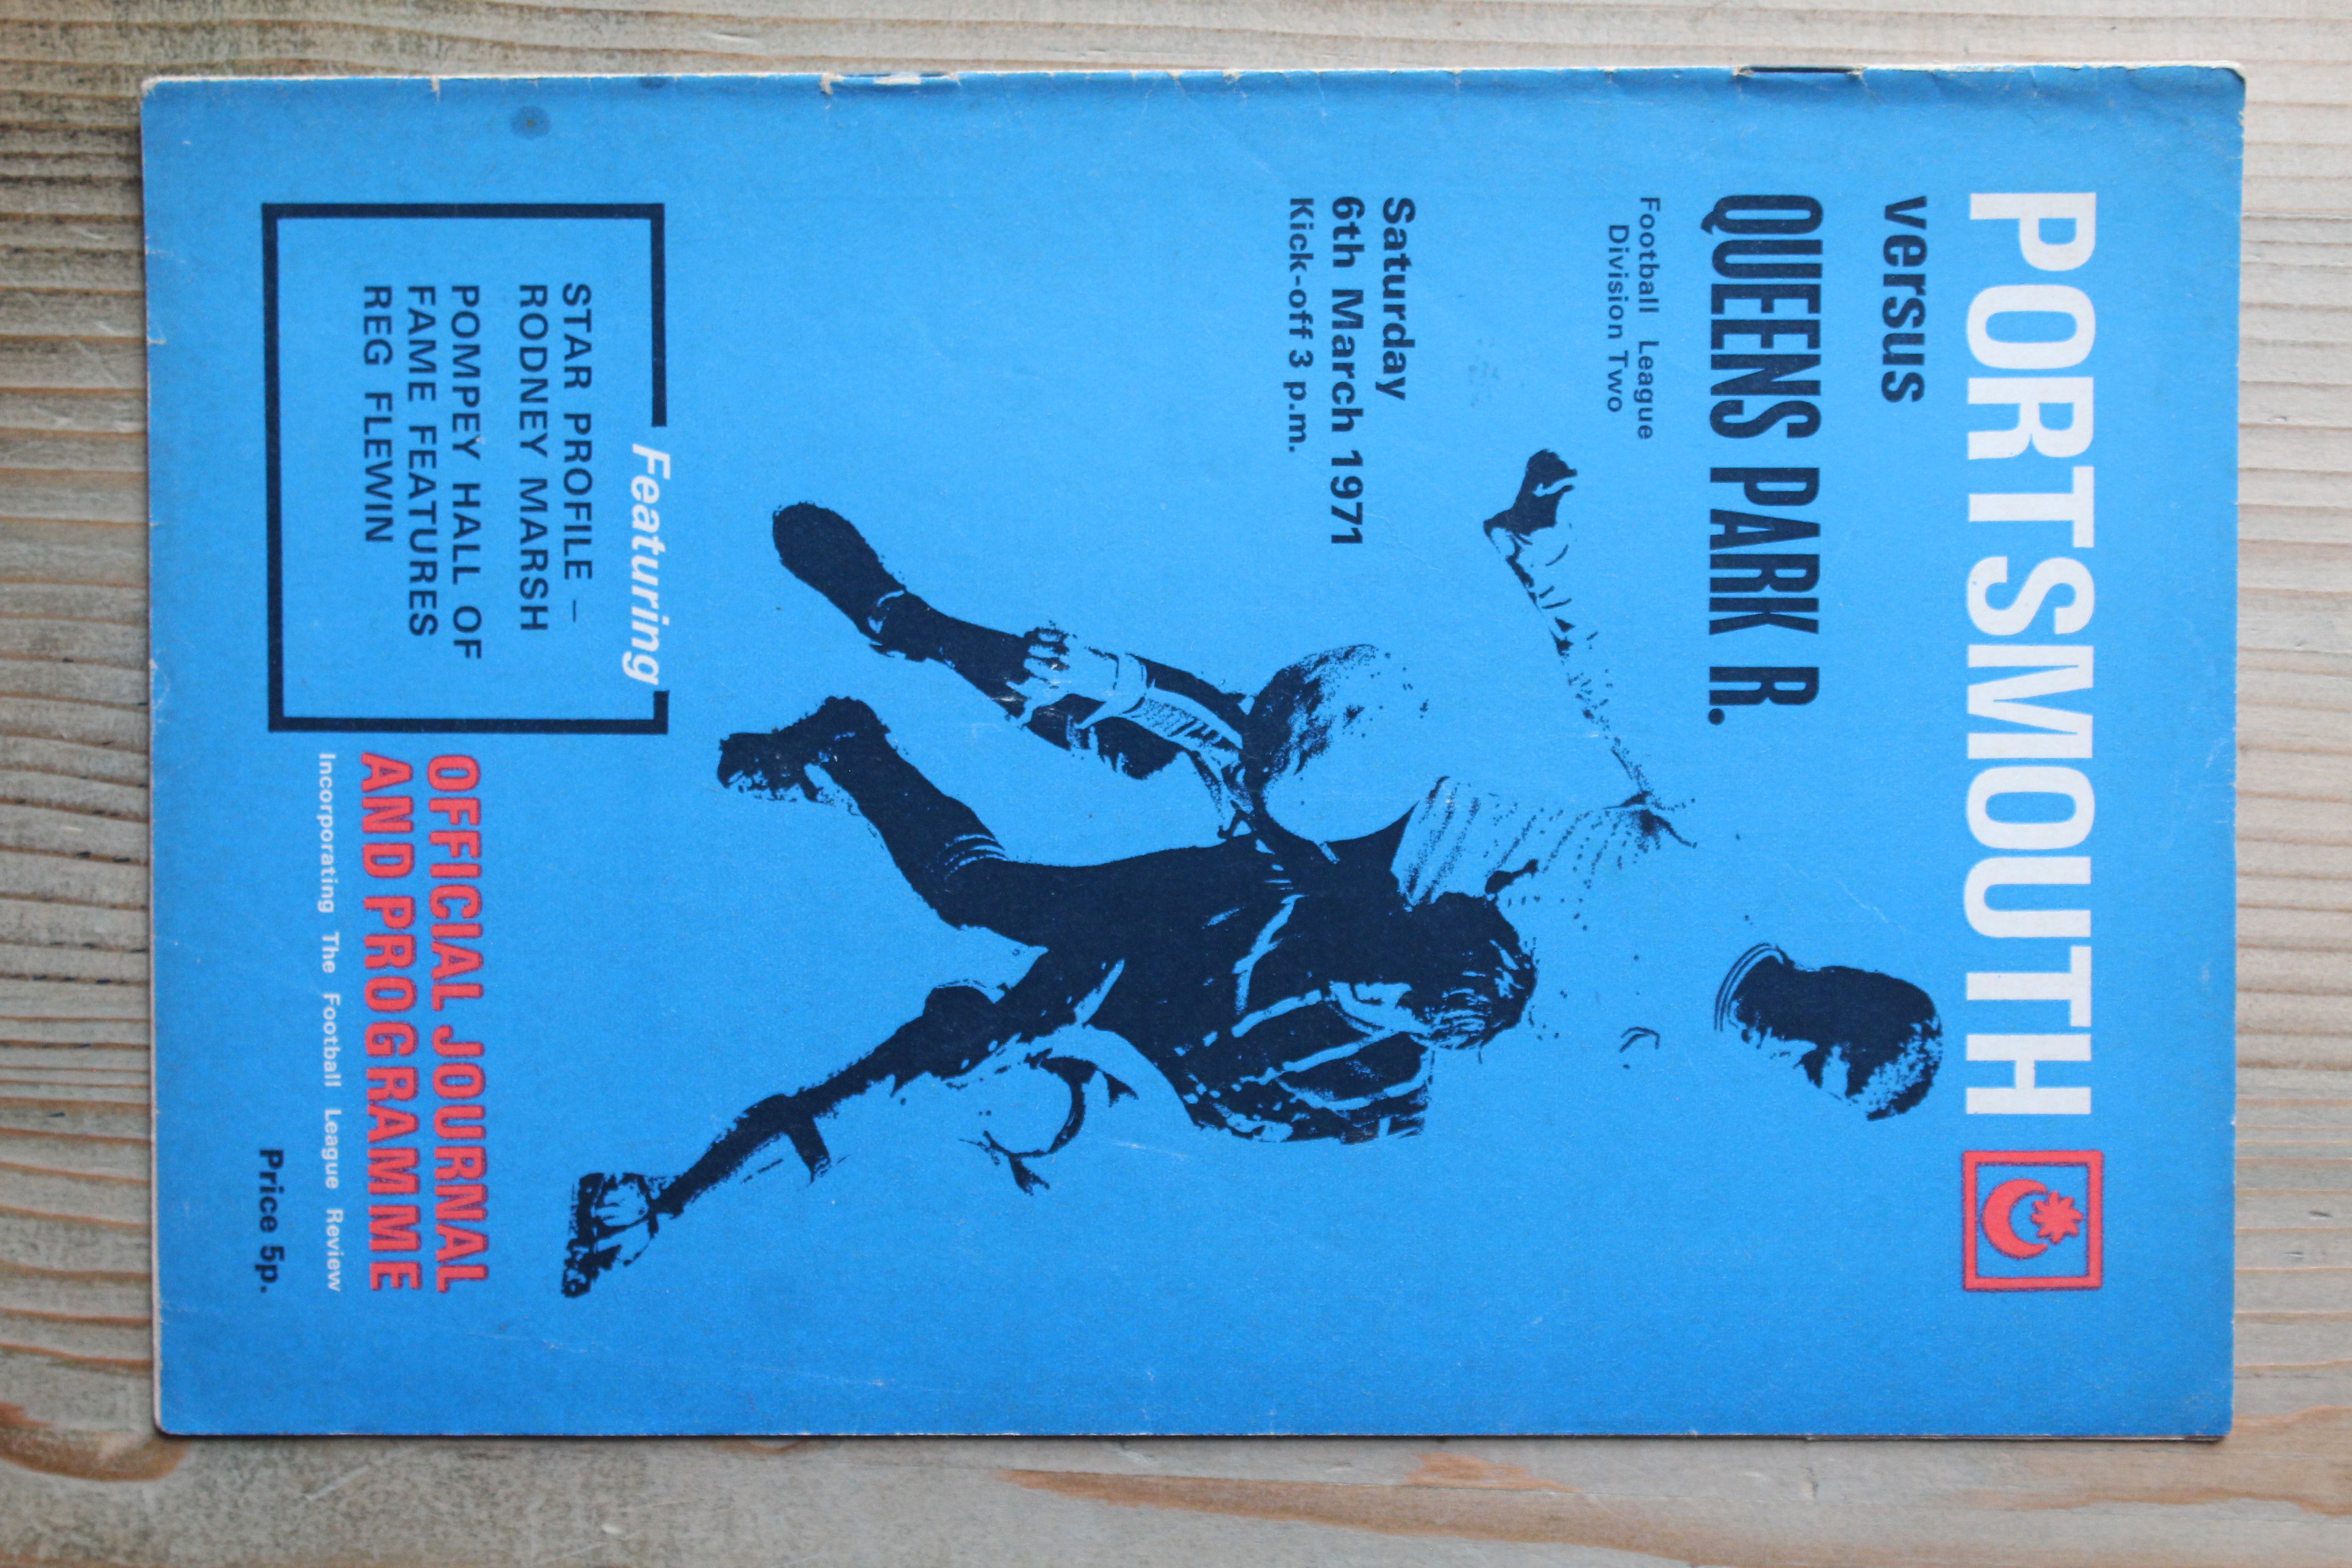 PORTSMOUTH
versus
QUEENS PARK R.
Football League
Division Two
Saturday
6th March 1971
Kick-off 3 p.m.
Featuring
STAR PROFILE –
RODNEY MARSH
POMPEY HALL OF
FAME FEATURES
REG FLEWIN
OFFICIAL JOURNAL
AND PROGRAMME
Incorporating The Football League Review
Price 5p.